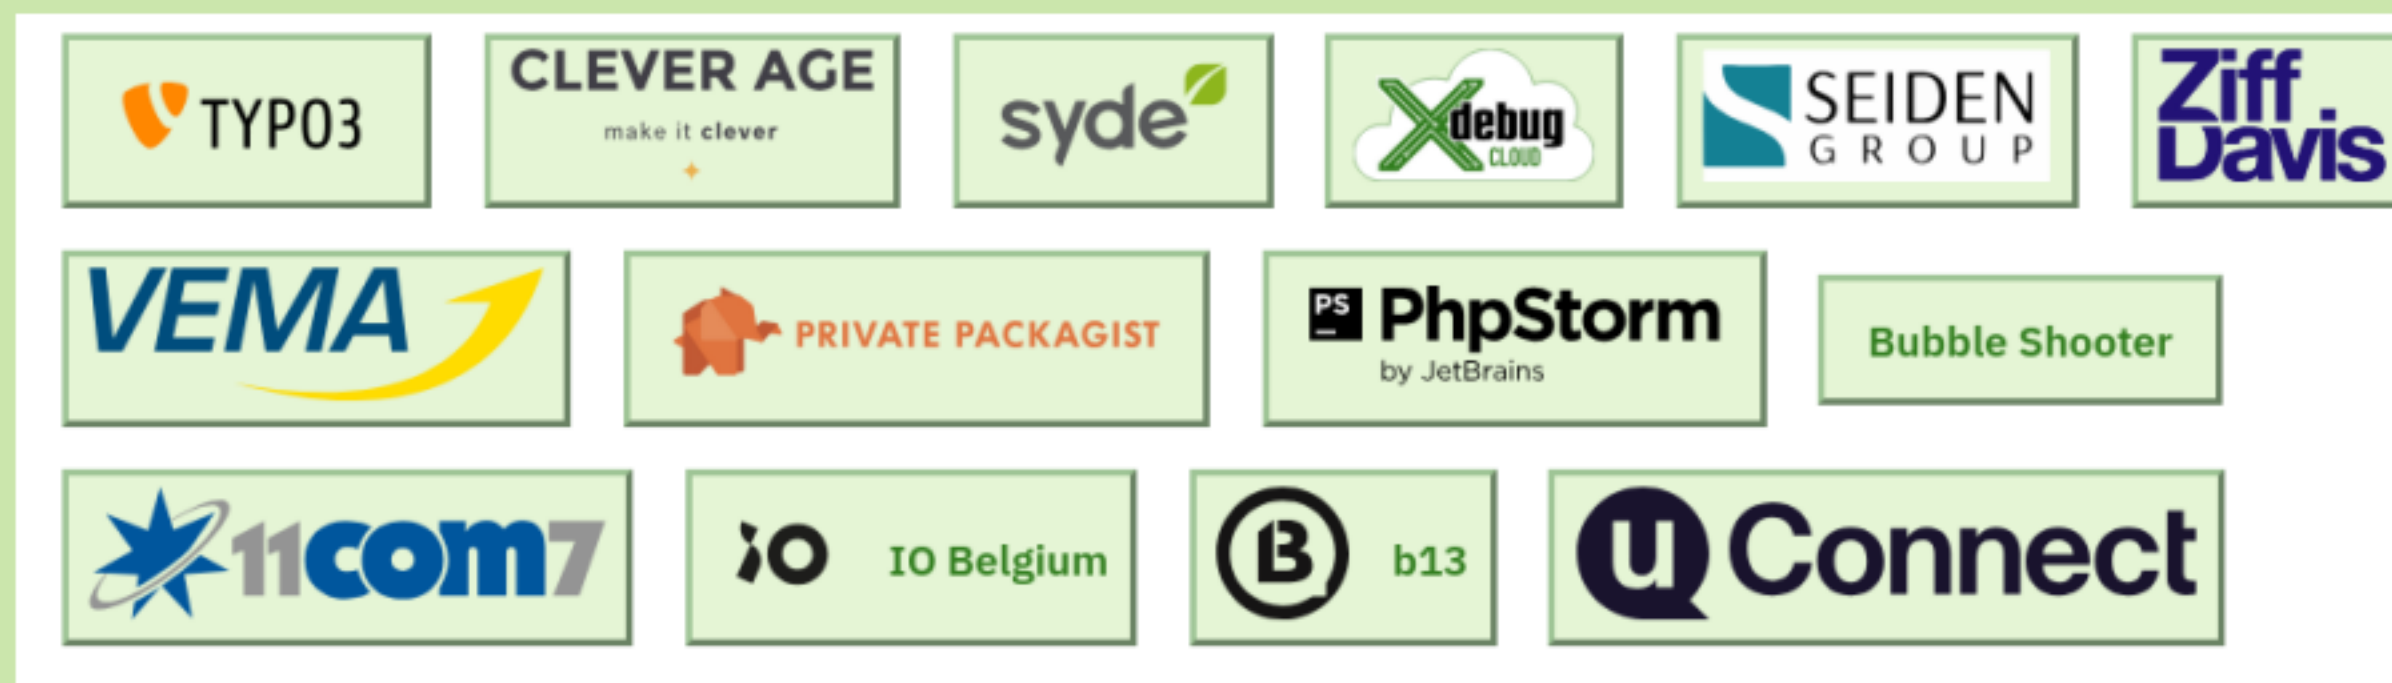 TYPO3
CLEVER AGE
make it clever
syde
Xdebug
CLOUD
SEIDEN
GROUP
Ziff
Davis
VEMA
PRIVATE PACKAGIST
PS
PhpStorm
by JetBrains
Bubble Shooter
11com7
iO
IO Belgium
B
b13
u Connect